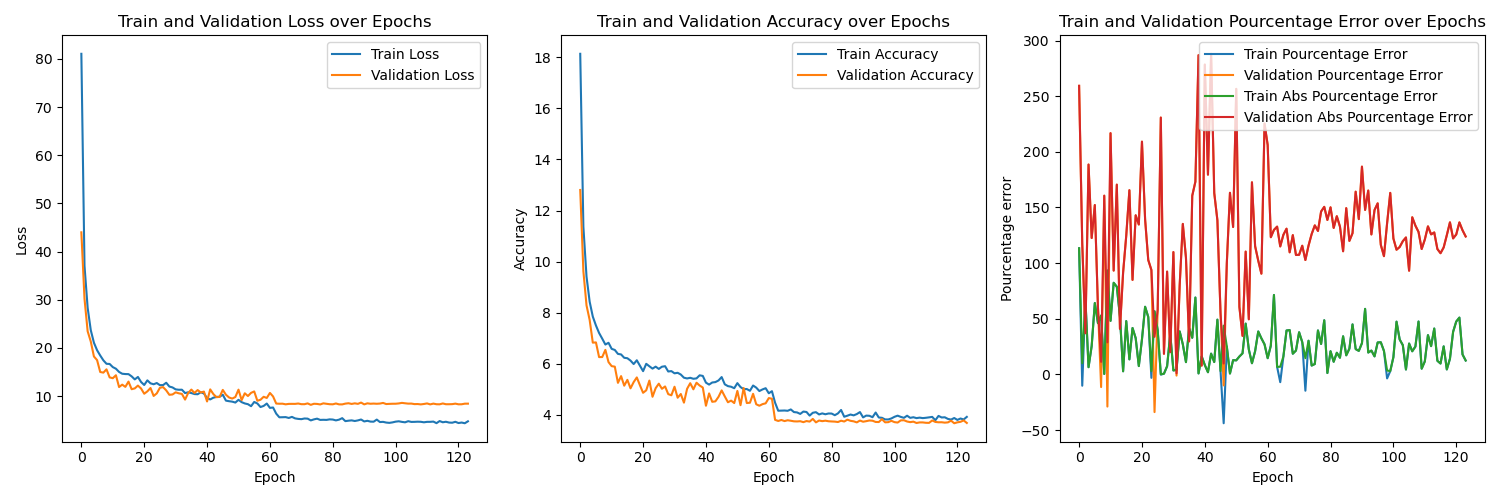 Train and Validation Loss over Epochs
Loss
80
70
60
50
40
30
20
10
0
20
40
60
80
100
120
Epoch
Train Loss
Validation Loss
Train and Validation Accuracy over Epochs
Accuracy
18
16
14
12
10
8
6
4
0
20
40
60
80
100
120
Epoch
Train Accuracy
Validation Accuracy
Train and Validation Pourcentage Error over Epochs
Pourcentage error
300
250
200
150
100
50
0
−50
0
20
40
60
80
100
120
Epoch
Train Pourcentage Error
Validation Pourcentage Error
Train Abs Pourcentage Error
Validation Abs Pourcentage Error